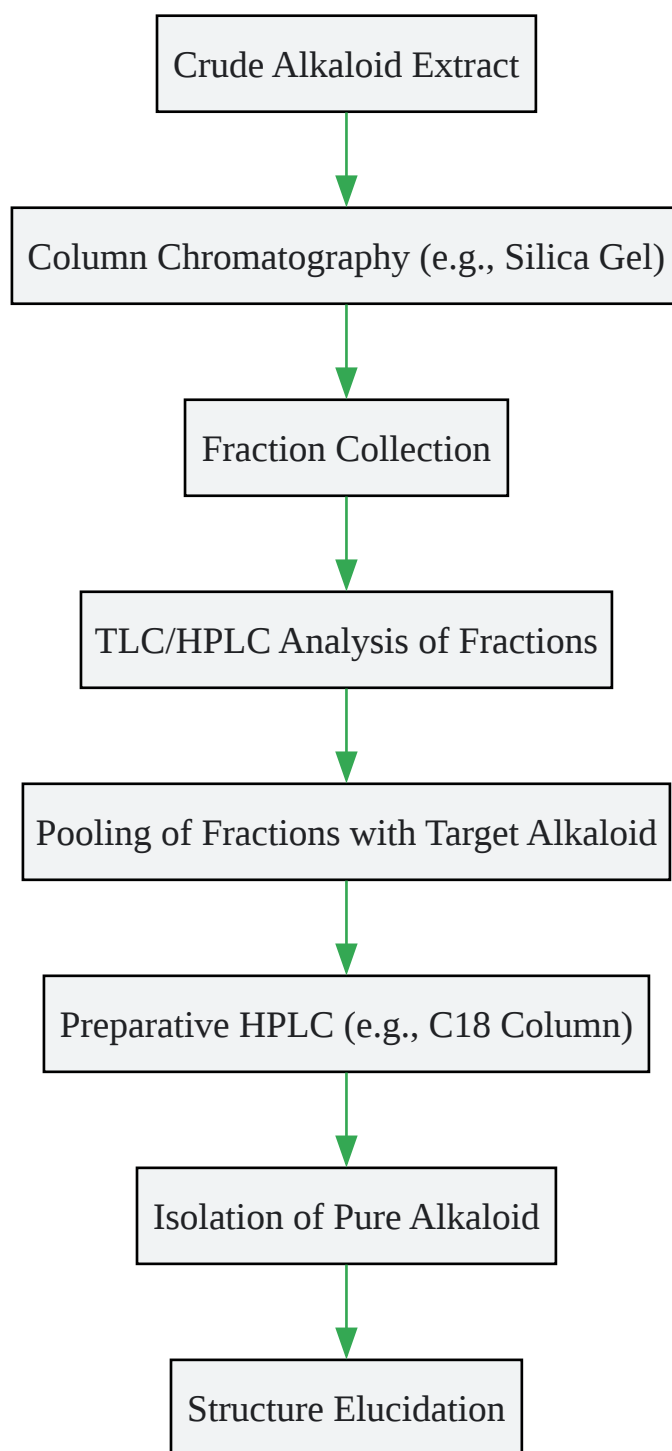 Crude Alkaloid Extract
Column Chromatography (e.g., Silica Gel)
Fraction Collection
TLC/HPLC Analysis of Fractions
Pooling of Fractions with Target Alkaloid
Preparative HPLC (e.g., C18 Column)
Isolation of Pure Alkaloid
Structure Elucidation